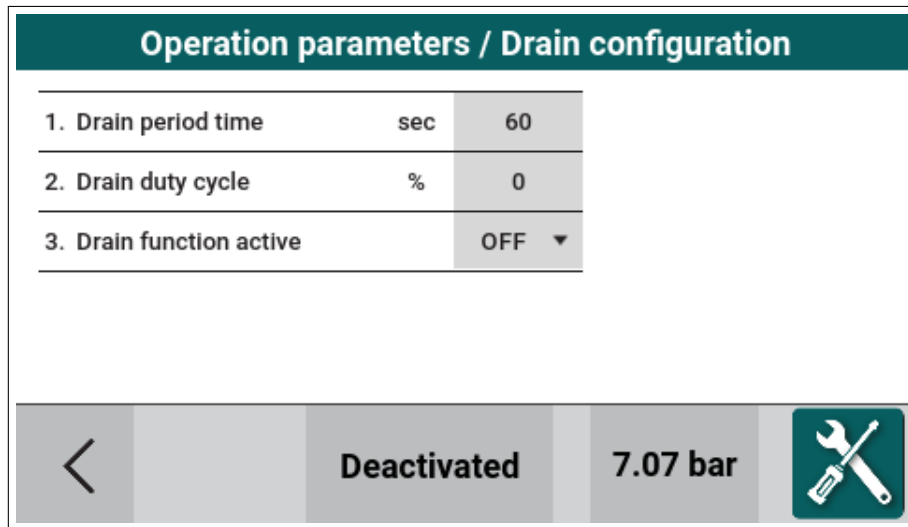 Operation parameters / Drain configuration
1. Drain period time sec 60
2. Drain duty cycle % 0
3. Drain function active OFF
Deactivated 7.07 bar